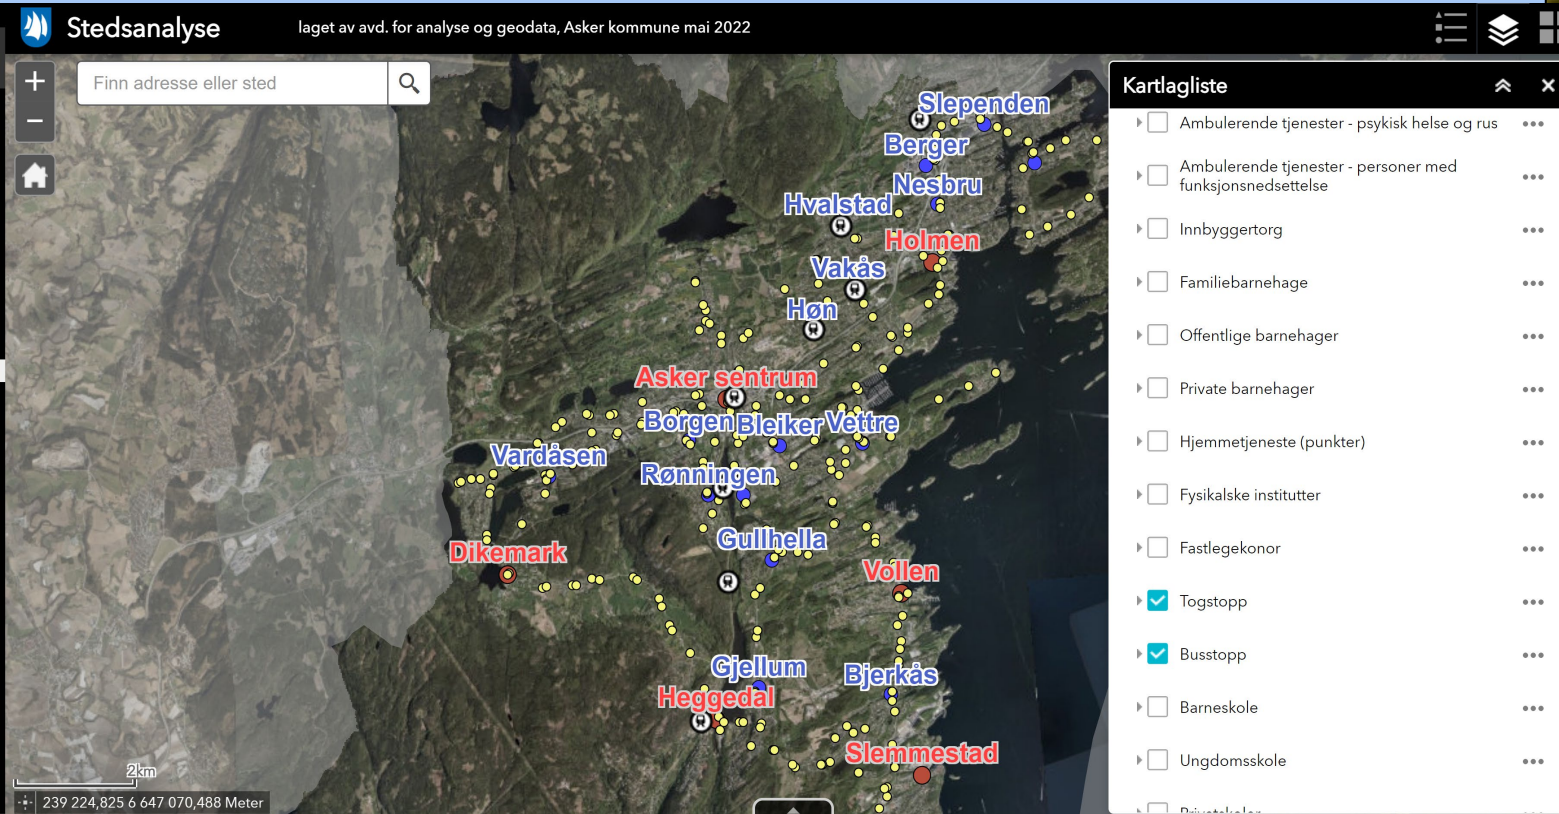 Stedsanalyse
laget av avd. for analyse og geodata, Asker kommune mai 2022
Finn adresse eller sted
Slependen
Berger
Nesbru
Hvalstad
Holmen
Vakås
Høn
Asker sentrum
Borgen
Bleiker
Vettre
Vardåsen
Rønningen
Gullhella
Dikemark
Vollen
Gjellum
Bjerkås
Heggedal
Slemmestad
2km
239 224,825 6 647 070,488 Meter
Kartlagliste
Ambulerende tjenester - psykisk helse og rus
Ambulerende tjenester - personer med
funksjonsnedsettelse
Innbyggertorg
Familiebarnehage
Offentlige barnehager
Private barnehager
Hjemmetjeneste (punkter)
Fysikalske institutter
Fastlegekonor
Togstopp
Busstopp
Barneskole
Ungdomsskole